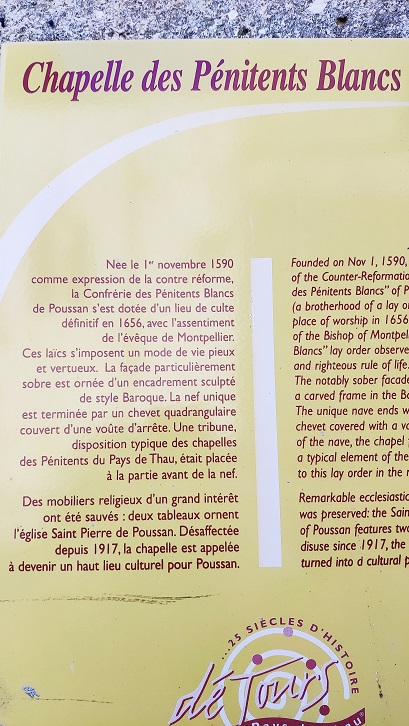 Chapelle des Pénitents Blancs
Née le 1er novembre 1590
comme expression de la contre réforme,
la Confrérie des Pénitents Blancs
de Poussan s'est dotée d'un lieu de culte
définitif en 1656, avec l'assentiment
de l'évêque de Montpellier.
Ces laïcs s'imposent un mode de vie pieux
et vertueux. La façade particulièrement
sobre est ornée d'un encadrement sculpté
de style Baroque. La nef unique
est terminée par un chevet quadrangulaire
couvert d'une voûte d'arrête. Une tribune,
disposition typique des chapelles
des Pénitents du Pays de Thau, était placée
à la partie avant de la nef.
Des mobiliers religieux d'un grand intérêt
ont été sauvés : deux tableaux ornent
l'église Saint Pierre de Poussan. Désaffectée
depuis 1917, la chapelle est appelée
à devenir un haut lieu culturel pour Poussan.
Founded on Nov 1, 1590,
of the Counter-Reformatio
des Pénitents Blancs" of P
(a brotherhood of a lay or
place of worship in 1656
of the Bishop of Montpel
Blancs" lay order observe
and righteous rule of life.
The notably sober facade
a carved frame in the Ba
The unique nave ends w
chevet covered with a va
of the nave, the chapel
a typical element of the
to this lay order in the r
Remarkable ecclesiastic
was preserved: the Sain
of Poussan features two
disuse since 1917, the
turned into a cultural p
...25 SIÈCLES D'HISTOIRE
dé Tours